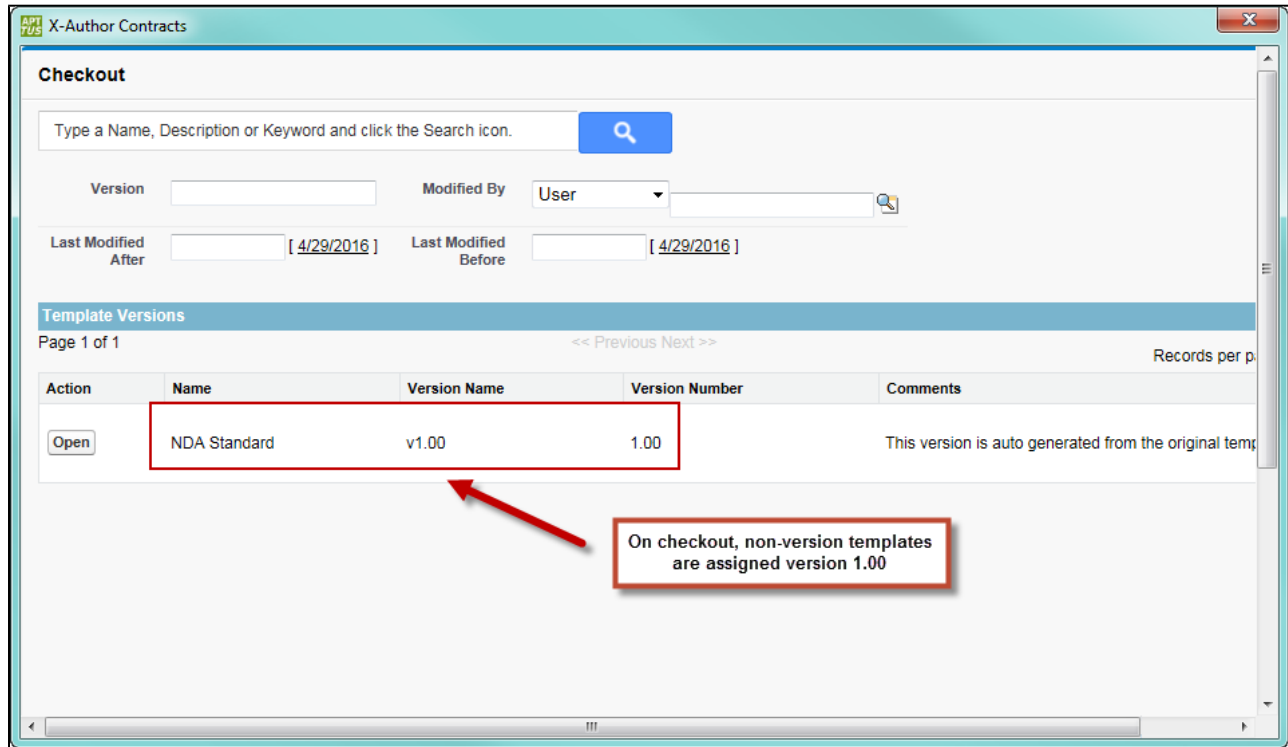 APT TUS X-Author Contracts
Checkout
Type a Name, Description or Keyword and click the Search icon.
Version Modified By User
Last Modified After [ 4/29/2016 ] Last Modified Before [ 4/29/2016 ]
Template Versions
Page 1 of 1 << Previous Next >>
Records per
Action Name Version Name Version Number Comments
Open NDA Standard v1.00 1.00 This version is auto generated from the original
On checkout, non-version templates
are assigned version 1.00